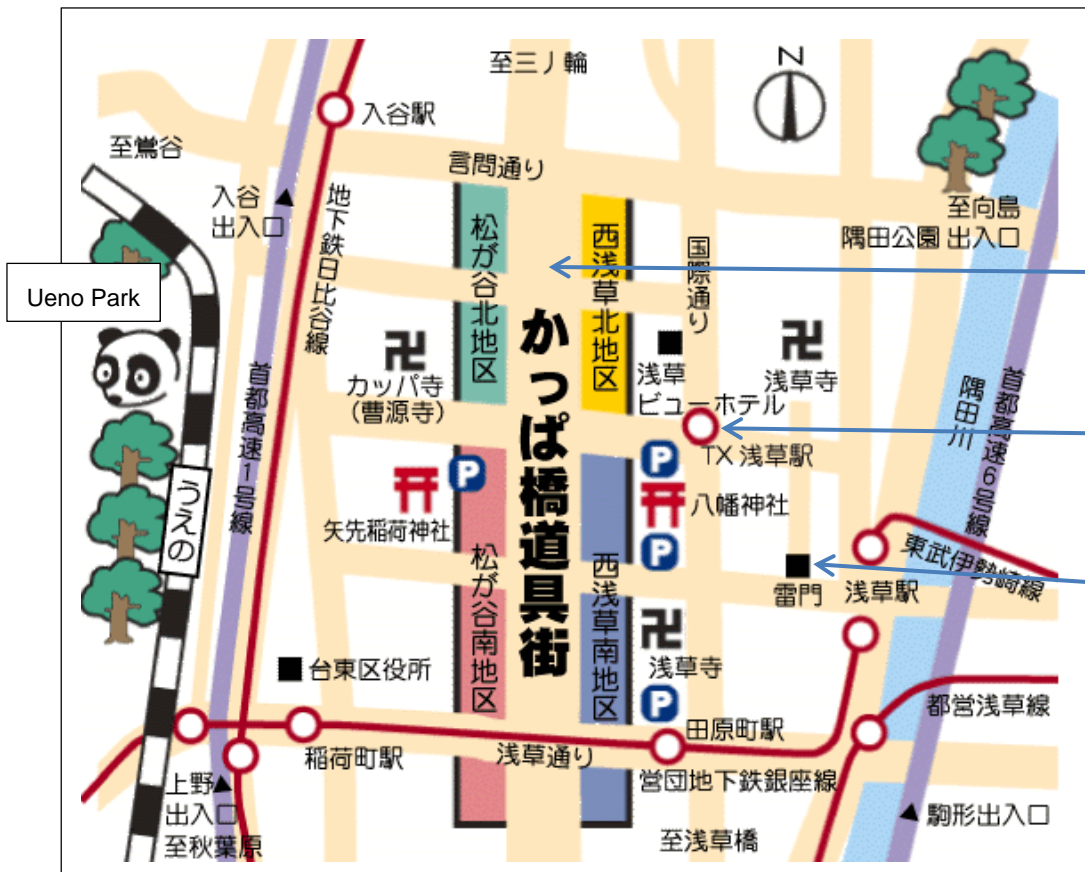 至三ノ輪
N
入谷駅
至鶯谷
言問通り
入谷
出入口
地下鉄日比谷線
松が谷北地区
西浅草北地区
国際通り
至向島
隅田公園 出入口
Ueno Park
首都高速1号線
カッパ寺
(曹源寺)
かっぱ橋道具街
浅草
ビューホテル
浅草寺
隅田川
首都高速6号線
P
TX 浅草駅
P
矢先稲荷神社
八幡神社
P
うえの
松が谷南地区
西浅草南地区
雷門
浅草駅
東武伊勢崎線
浅草寺
台東区役所
P
田原町駅
都営浅草線
稲荷町駅
浅草通り
営団地下鉄銀座線
上野
出入口
至秋葉原
至浅草橋
駒形出入口